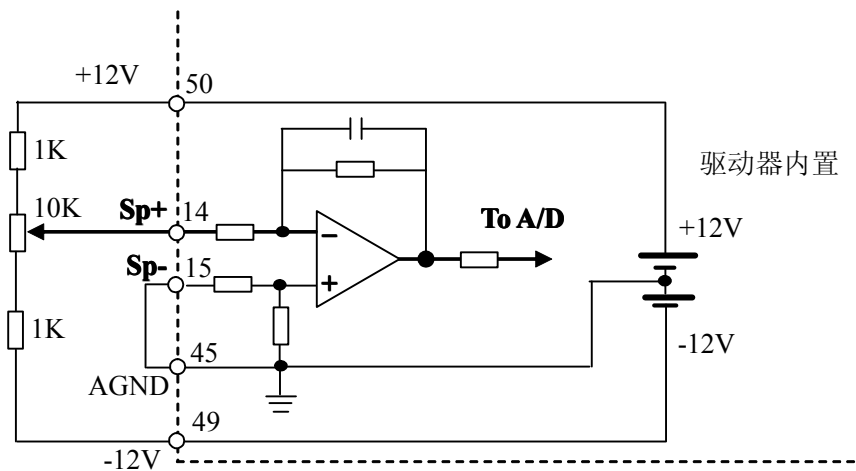 +12V
50
1K
驱动器内置
10K
Sp+
14
To A/D
+12V
−
Sp-
15
+
1K
-12V
45
AGND
49
-12V